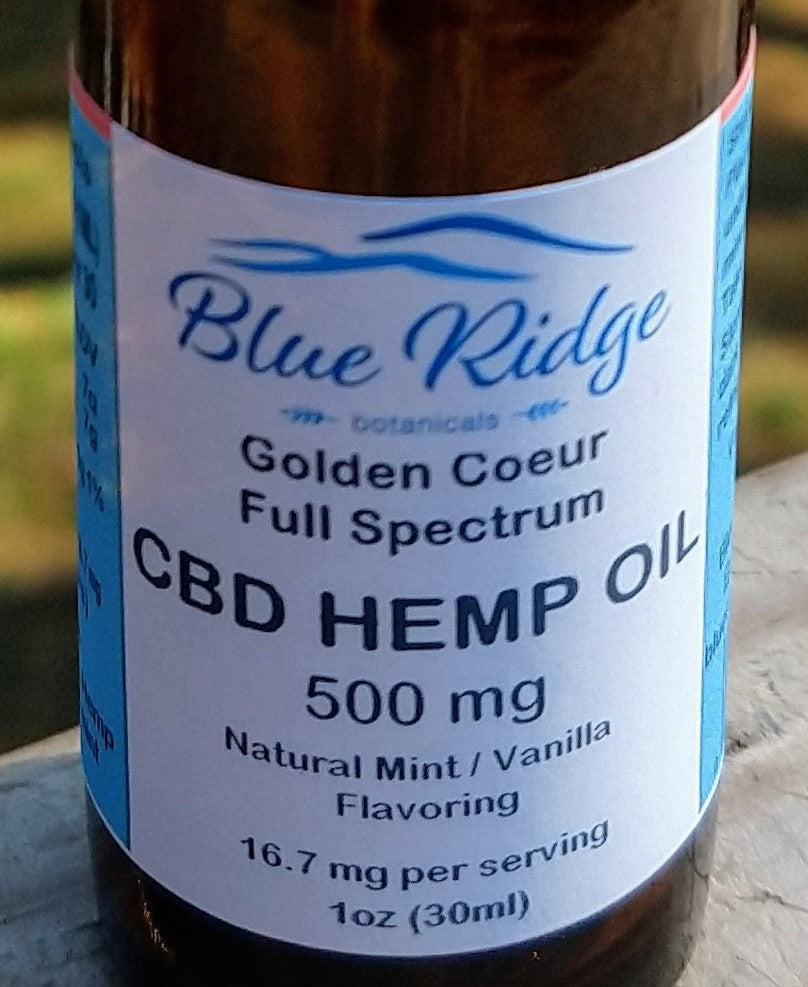 Blue Ridge
botanicals
Golden Coeur
Full Spectrum
CBD HEMP OIL
500 mg
Natural Mint / Vanilla
Flavoring
16.7 mg per serving
1oz (30ml)